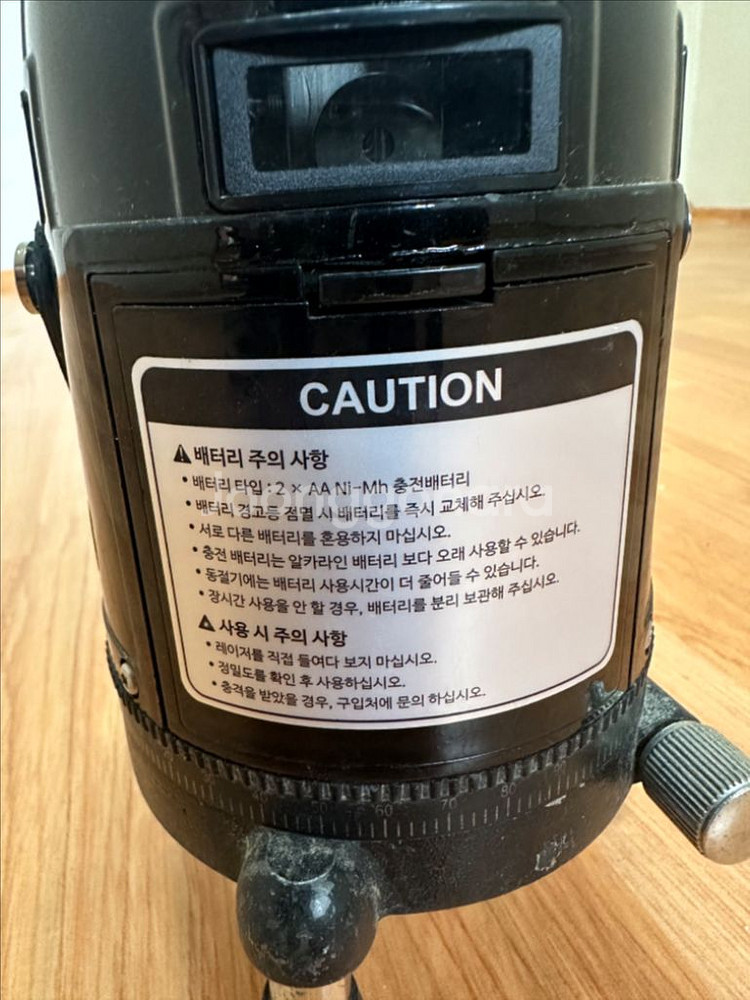 CAUTION
⚠ 배터리 주의 사항
• 배터리 타입 : 2 × AA Ni-Mh 충전배터리
• 배터리 경고등 점멸 시 배터리를 즉시 교체해 주십시오.
• 서로 다른 배터리를 혼용하지 마십시오.
• 충전 배터리는 알카라인 배터리 보다 오래 사용할 수 있습니다.
• 동절기에는 배터리 사용시간이 더 줄어들 수 있습니다.
• 장시간 사용을 안 할 경우, 배터리를 분리 보관해 주십시오.
⚠ 사용 시 주의 사항
• 레이저를 직접 들여다 보지 마십시오.
• 정밀도를 확인 후 사용하십시오.
• 충격을 받았을 경우, 구입처에 문의 하십시오.
60 70 80